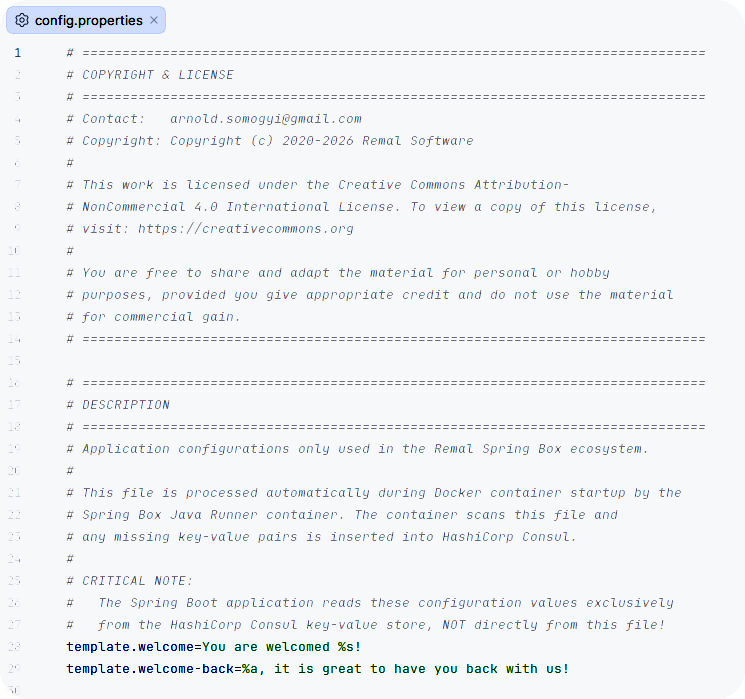 config.properties ×
1 # ==============================================================================
2 # COPYRIGHT & LICENSE
3 # ==============================================================================
4 # Contact:   arnold.somogyi@gmail.com
5 # Copyright: Copyright (c) 2020-2026 Remal Software
6 #
7 # This work is licensed under the Creative Commons Attribution-
8 # NonCommercial 4.0 International License. To view a copy of this license,
9 # visit: https://creativecommons.org
10 #
11 # You are free to share and adapt the material for personal or hobby
12 # purposes, provided you give appropriate credit and do not use the material
13 # for commercial gain.
14 # ==============================================================================
15
16 # ==============================================================================
17 # DESCRIPTION
18 # ==============================================================================
19 # Application configurations only used in the Remal Spring Box ecosystem.
20 #
21 # This file is processed automatically during Docker container startup by the
22 # Spring Box Java Runner container. The container scans this file and
23 # any missing key-value pairs is inserted into HashiCorp Consul.
24 #
25 # CRITICAL NOTE:
26 #   The Spring Boot application reads these configuration values exclusively
27 #   from the HashiCorp Consul key-value store, NOT directly from this file!
28 template.welcome=You are welcomed %s!
29 template.welcome-back=%a, it is great to have you back with us!
30